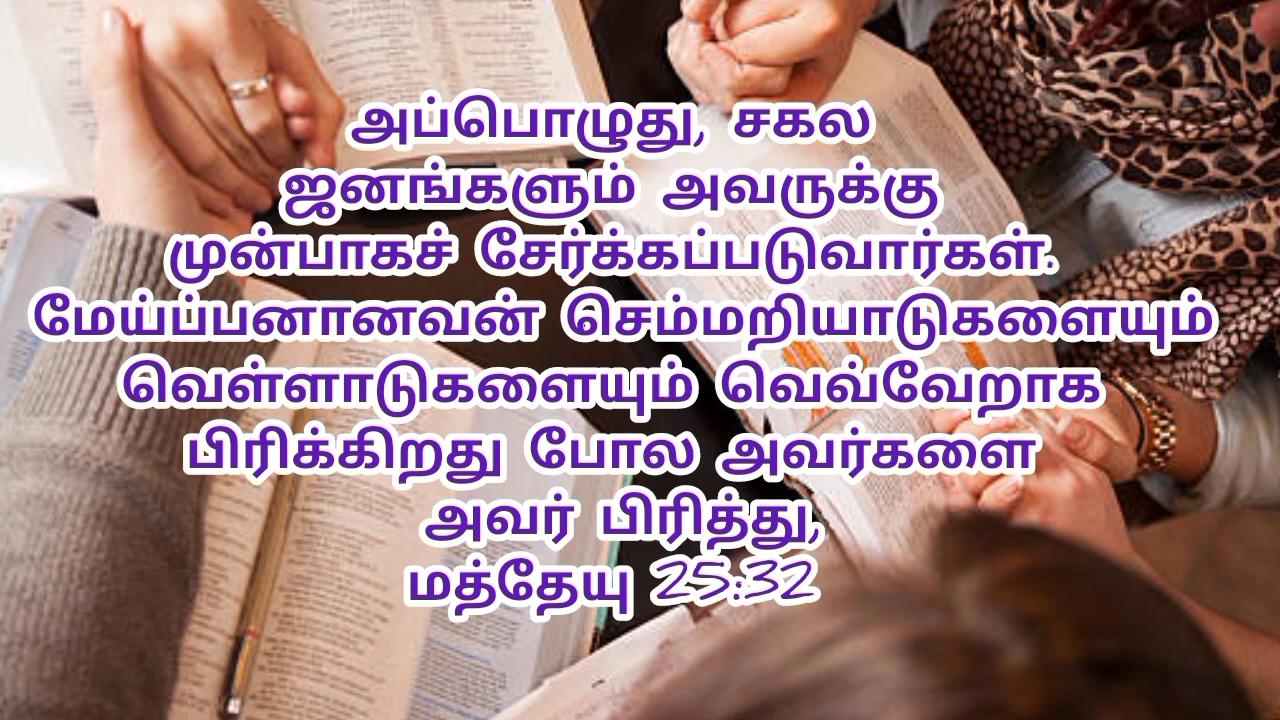 அப்பொழுது, சகல
ஜனங்களும் அவருக்கு
முன்பாகச் சேர்க்கப்படுவார்கள்.
மேய்ப்பனானவன் செம்மறியாடுகளையும்
வெள்ளாடுகளையும் வெவ்வேறாக
பிரிக்கிறது போல அவர்களை
அவர் பிரித்து,
மத்தேயு 25:32